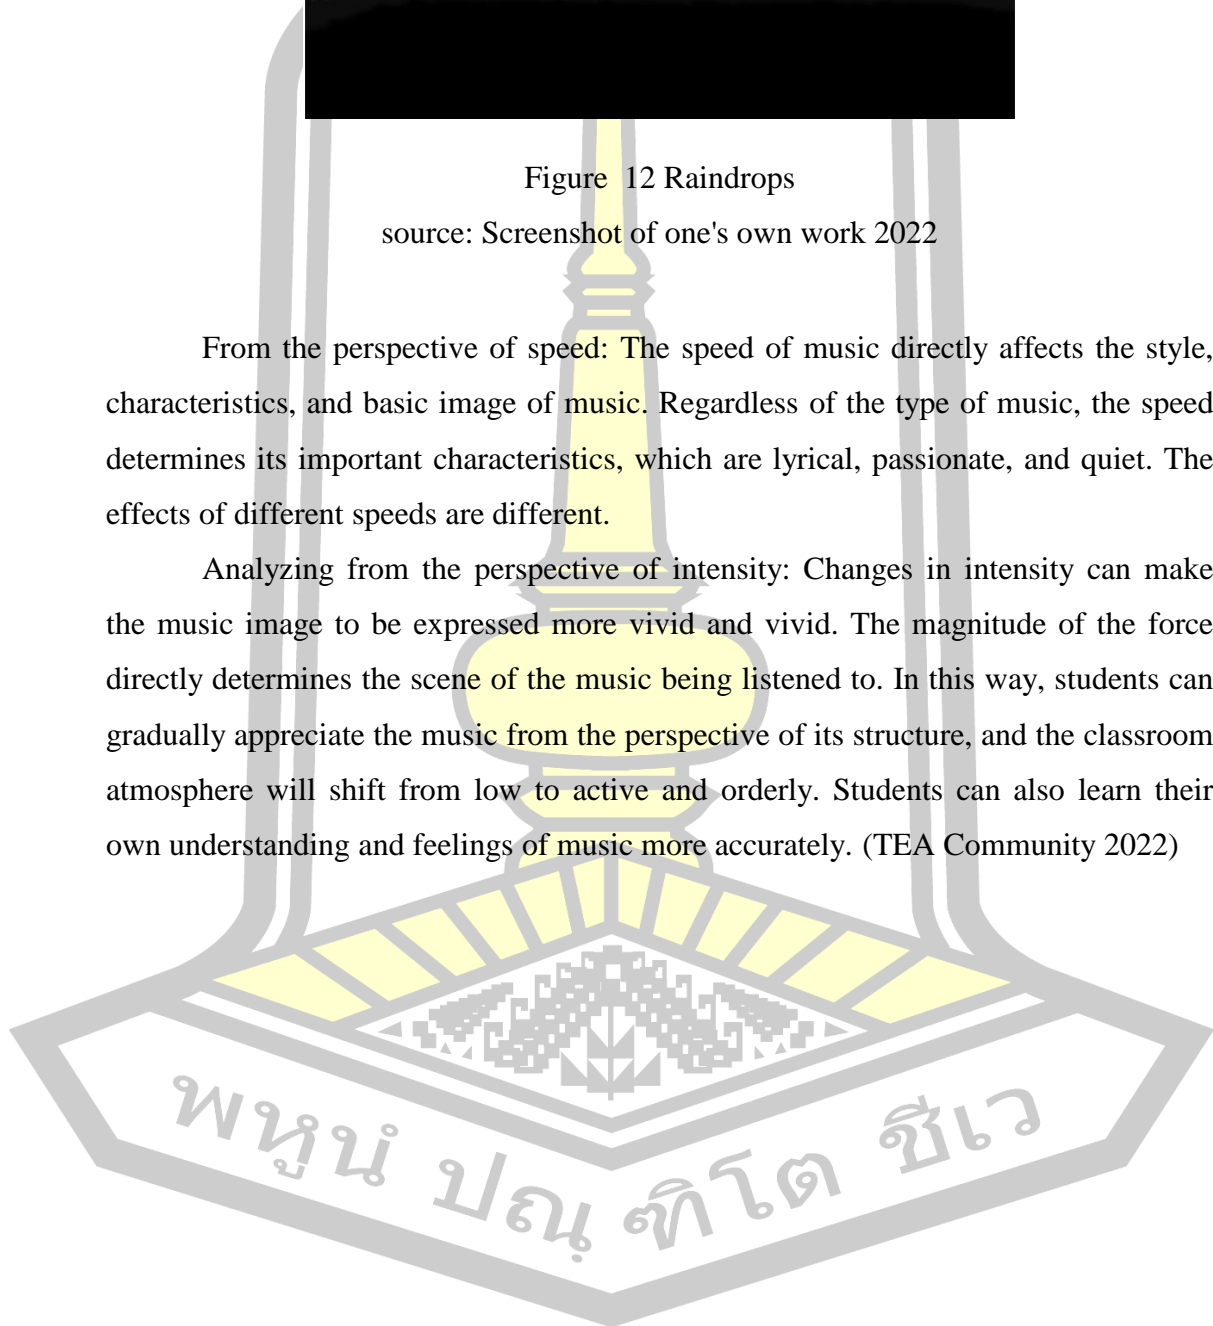 Figure  12 Raindrops
source: Screenshot of one's own work 2022
From the perspective of speed: The speed of music directly affects the style,
characteristics, and basic image of music. Regardless of the type of music, the speed
determines its important characteristics, which are lyrical, passionate, and quiet. The
effects of different speeds are different.
Analyzing from the perspective of intensity: Changes in intensity can make
the music image to be expressed more vivid and vivid. The magnitude of the force
directly determines the scene of the music being listened to. In this way, students can
gradually appreciate the music from the perspective of its structure, and the classroom
atmosphere will shift from low to active and orderly. Students can also learn their
own understanding and feelings of music more accurately. (TEA Community 2022)
พหูนํ ปณฺฑิโต ชีเว